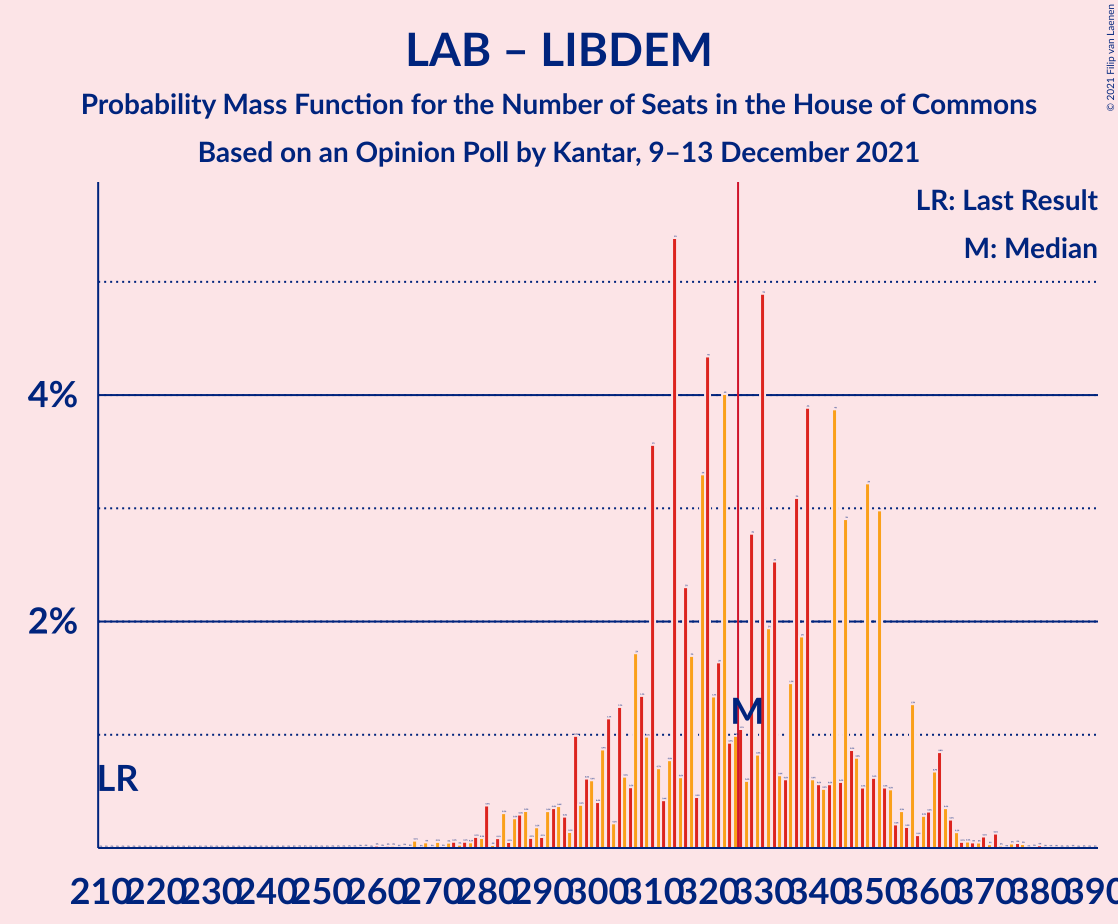 LAB – LIBDEM
Probability Mass Function for the Number of Seats in the House of Commons
Based on an Opinion Poll by Kantar, 9–13 December 2021
© 2021 Filip van Laenen
LR: Last Result
M: Median
4%
2%
M
LR
210 220 230 240 250 260 270 280 290 300 310 320 330 340 350 360 370 380 390